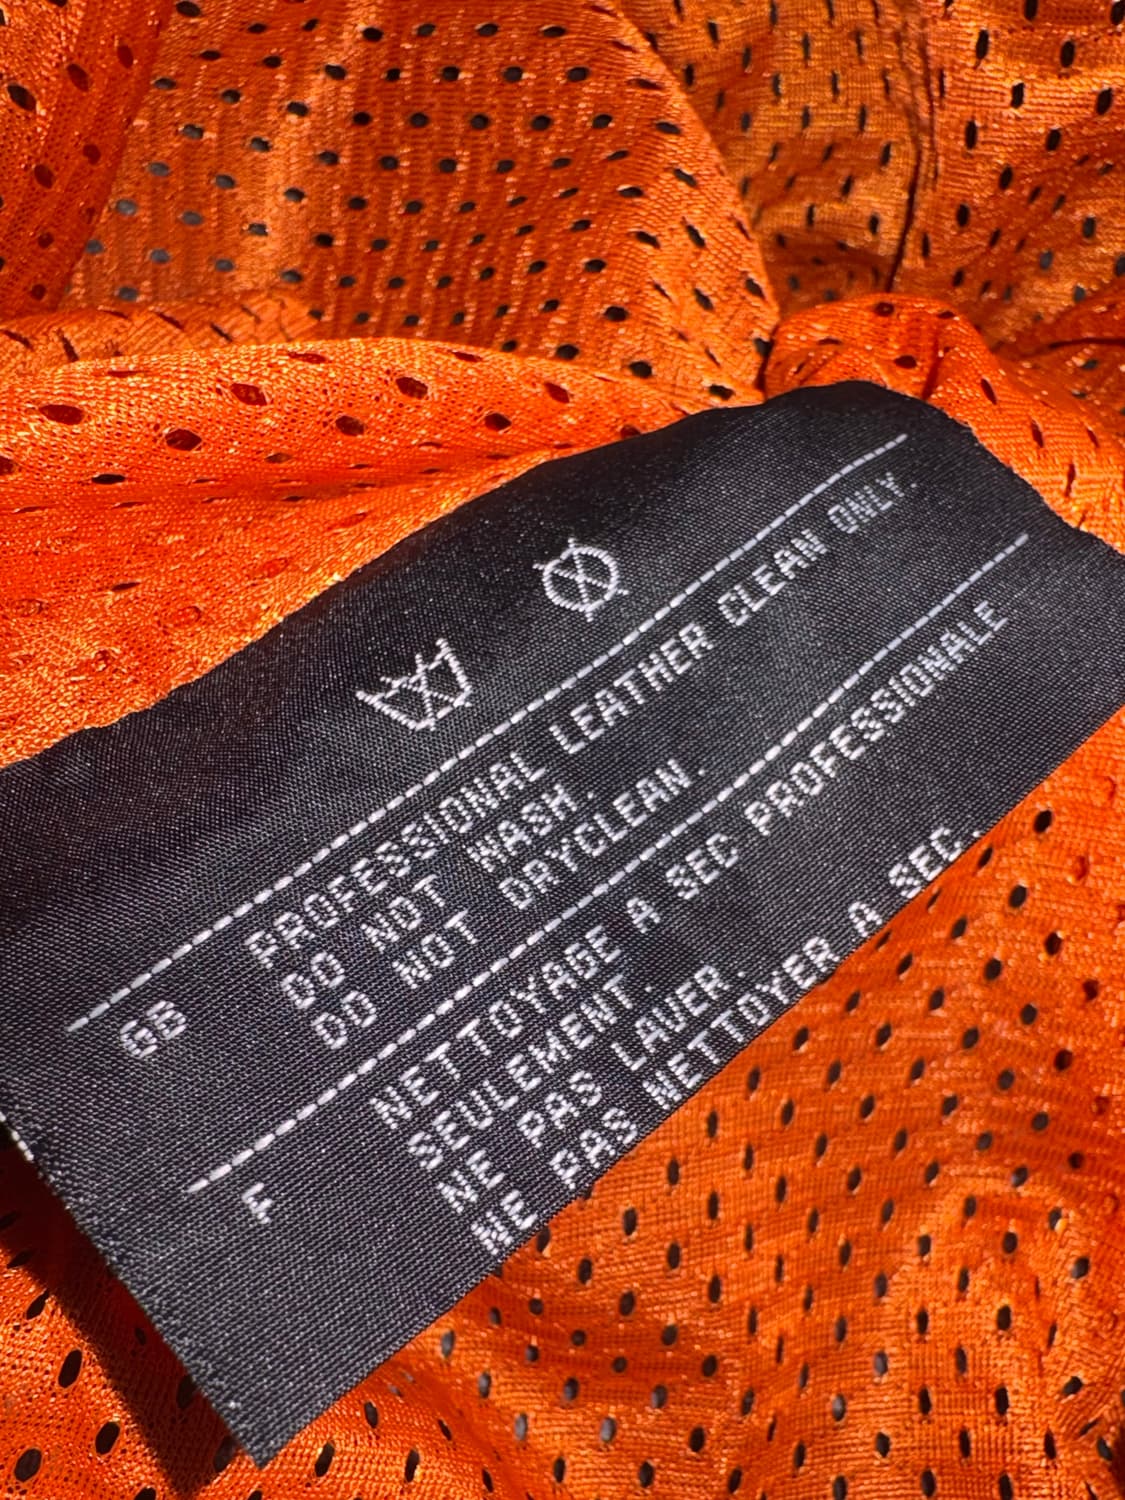 GB PROFESSIONAL LEATHER CLEAN ONLY.
DO NOT WASH.
DO NOT DRYCLEAN.
F NETTOYAGE A SEC PROFESSIONALE
SEULEMENT.
NE PAS LAVER.
NE PAS NETTOYER A SEC.